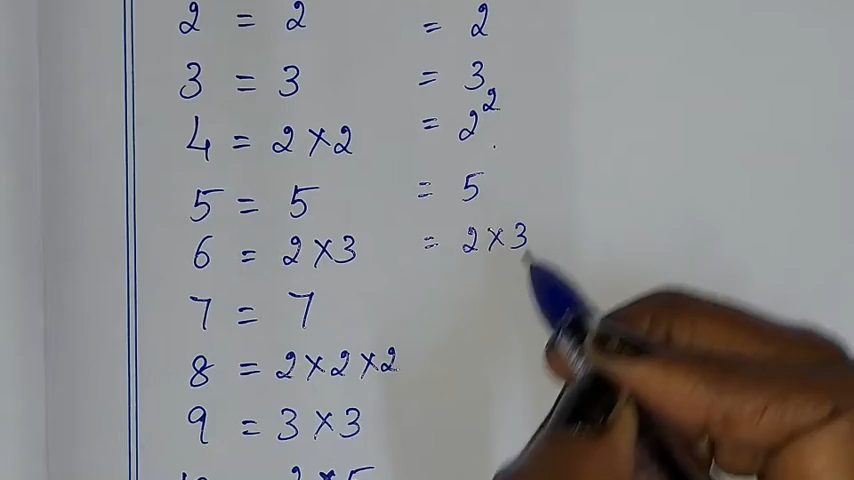 2 = 2 = 2
3 = 3 = 3
4 = 2×2 = 2²
5 = 5 = 5
6 = 2×3 = 2×3
7 = 7
8 = 2×2×2
9 = 3×3